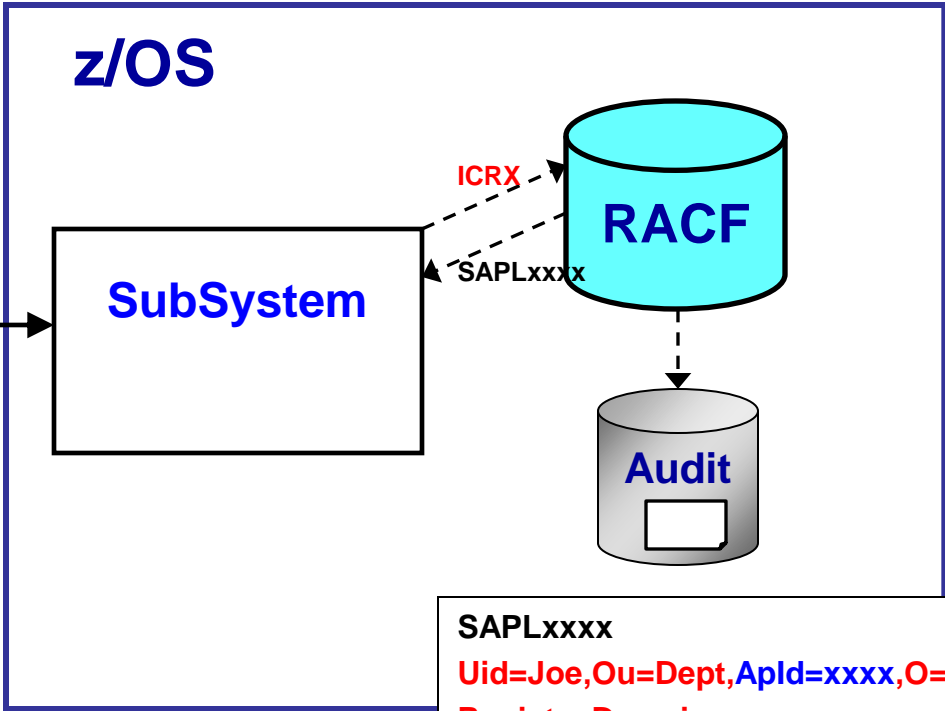 z/OS
ICRX
RACF
SAPLxxxx
SubSystem
Audit
SAPLxxxx
Uid=Joe,Ou=Dept,ApId=xxxx,O=